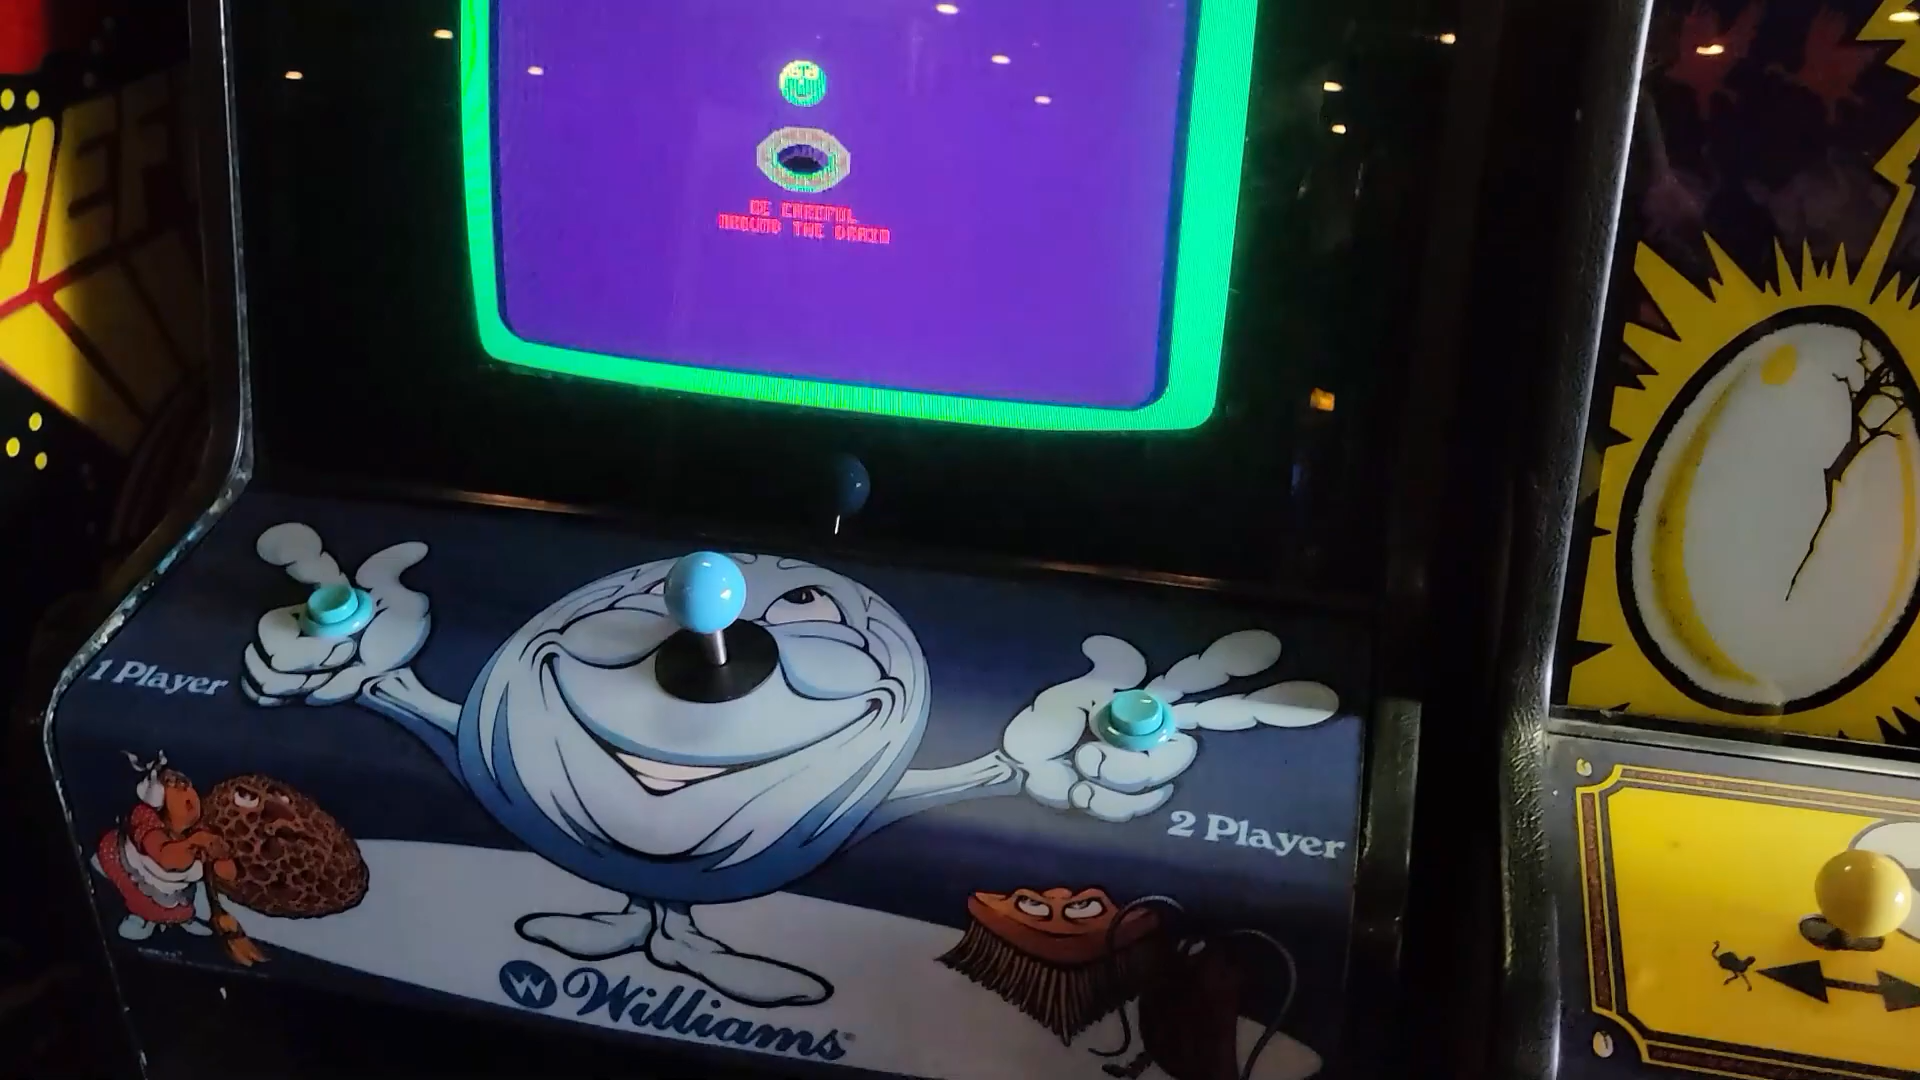 BE CAREFUL
AROUND THE DRAIN
1 Player
2 Player
W Williams